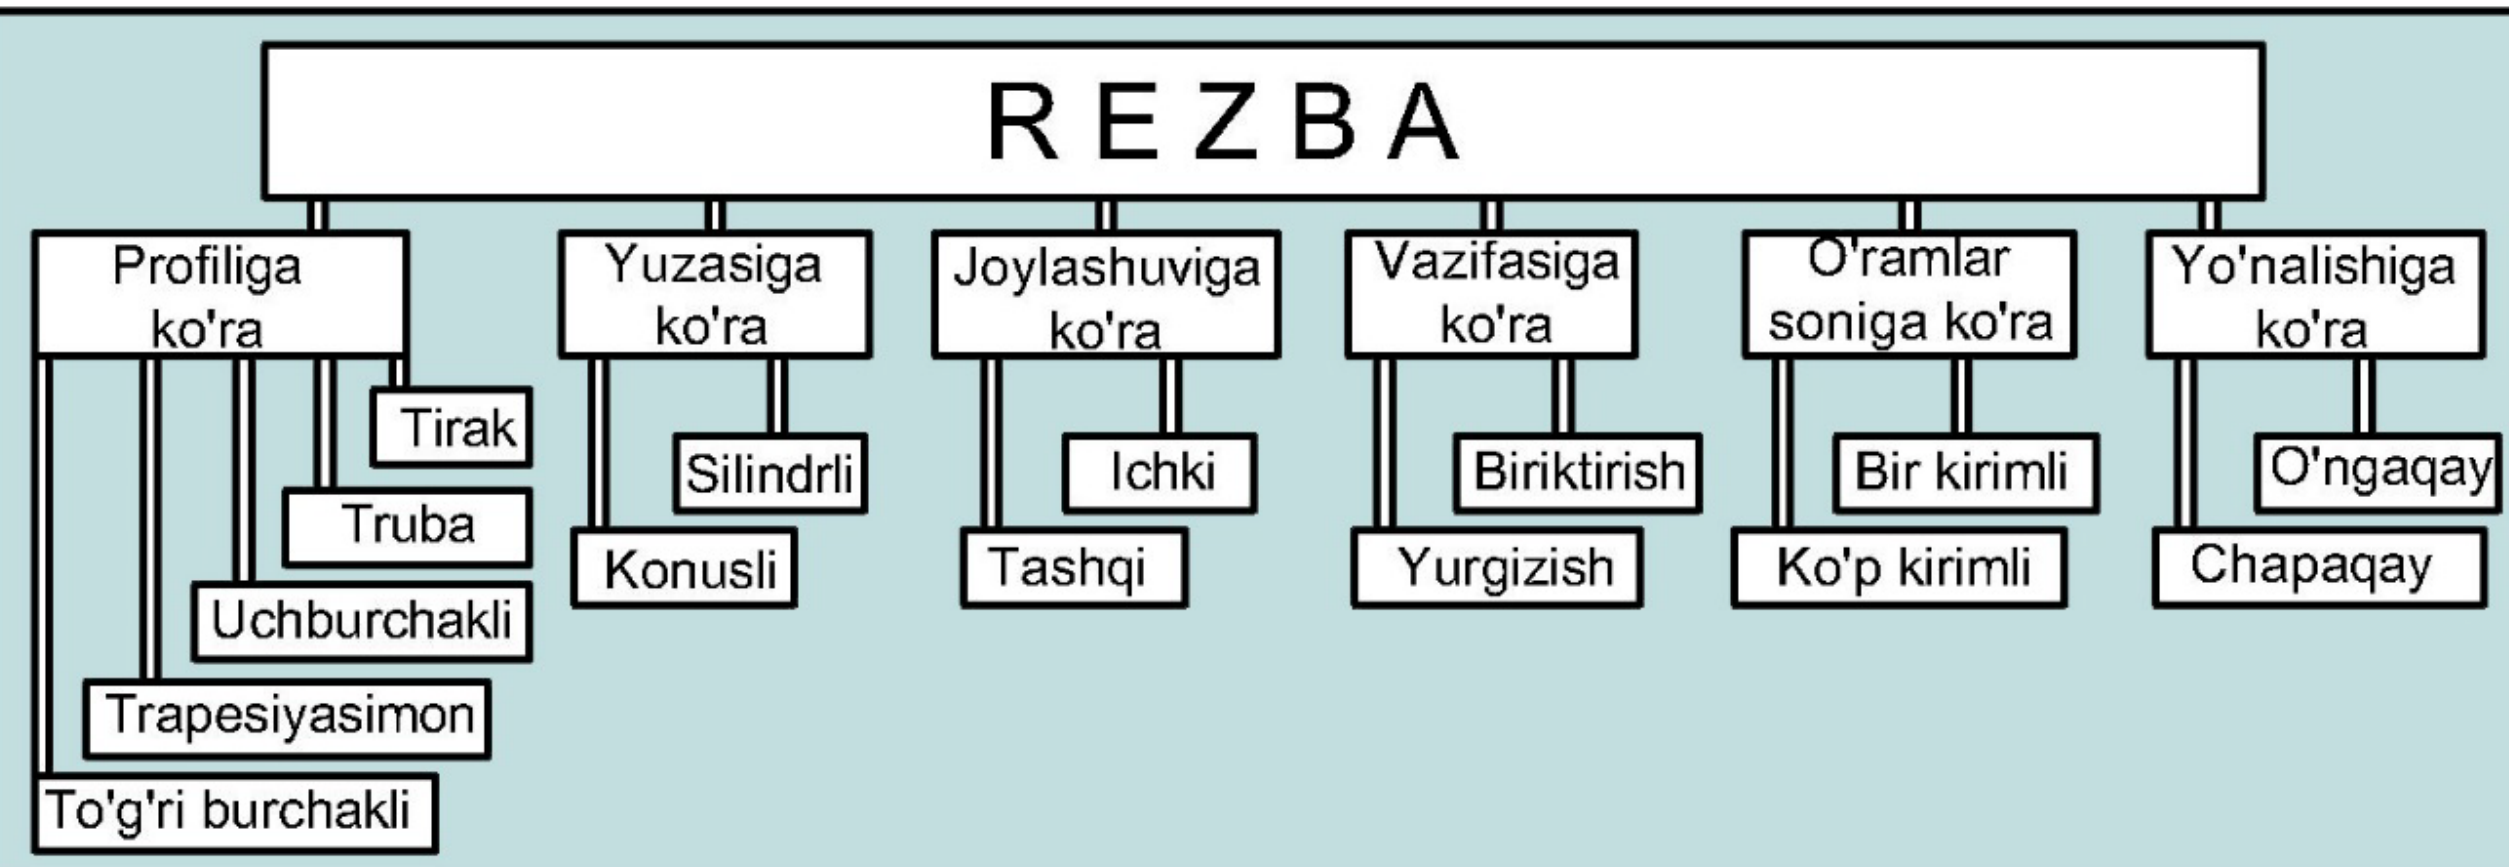 R E Z B A
Profiliga
ko'ra
Yuzasiga
ko'ra
Joylashuviga
ko'ra
Vazifasiga
ko'ra
O'ramlar
soniga ko'ra
Yo'nalishiga
ko'ra
Tirak
Truba
Uchburchakli
Trapesiyasimon
To'g'ri burchakli
Silindrli
Konusli
Ichki
Tashqi
Biriktirish
Yurgizish
Bir kirimli
Ko'p kirimli
O'ngaqay
Chapaqay